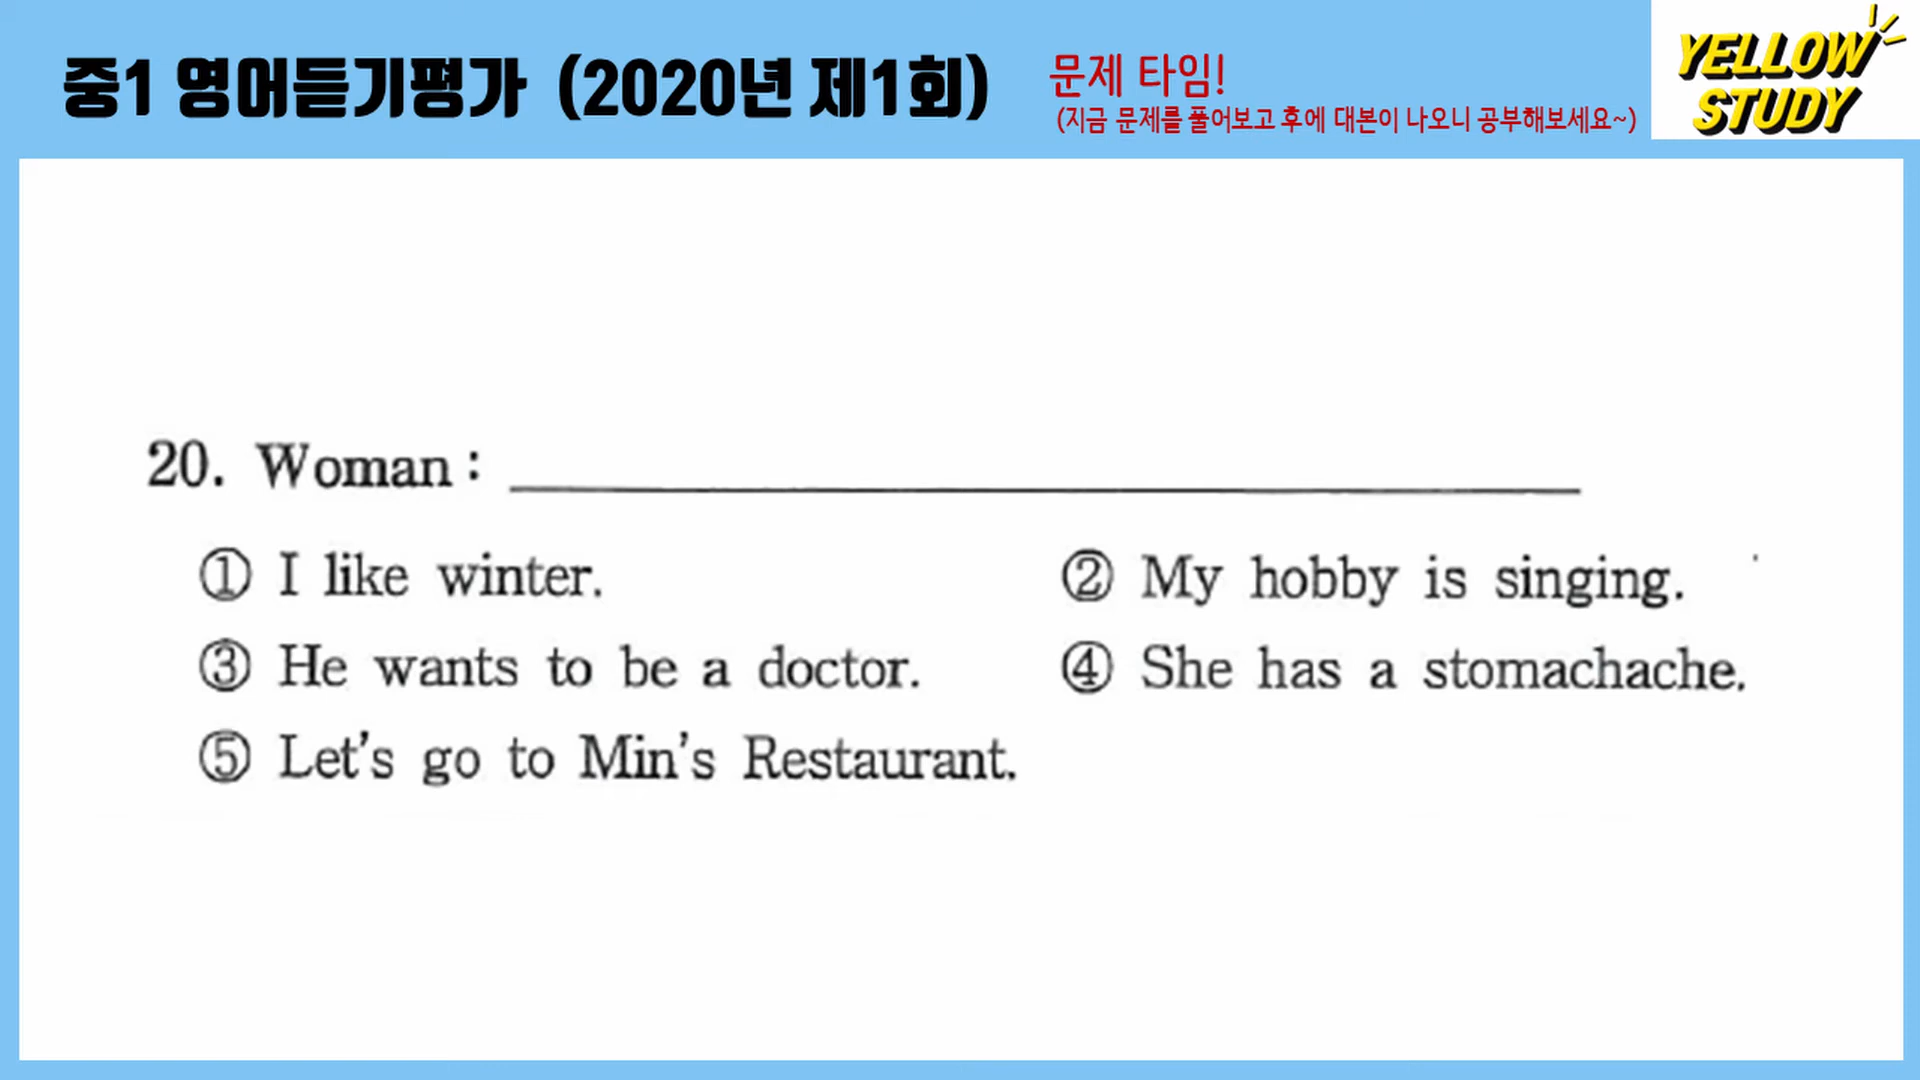 중1 영어듣기평가 (2020년 제1회)
문제 타임!
(지금 문제를 풀어보고 후에 대본이 나오니 공부해보세요~)
YELLOW
STUDY
20. Woman : ____________________
① I like winter. ② My hobby is singing.
③ He wants to be a doctor. ④ She has a stomachache.
⑤ Let's go to Min's Restaurant.